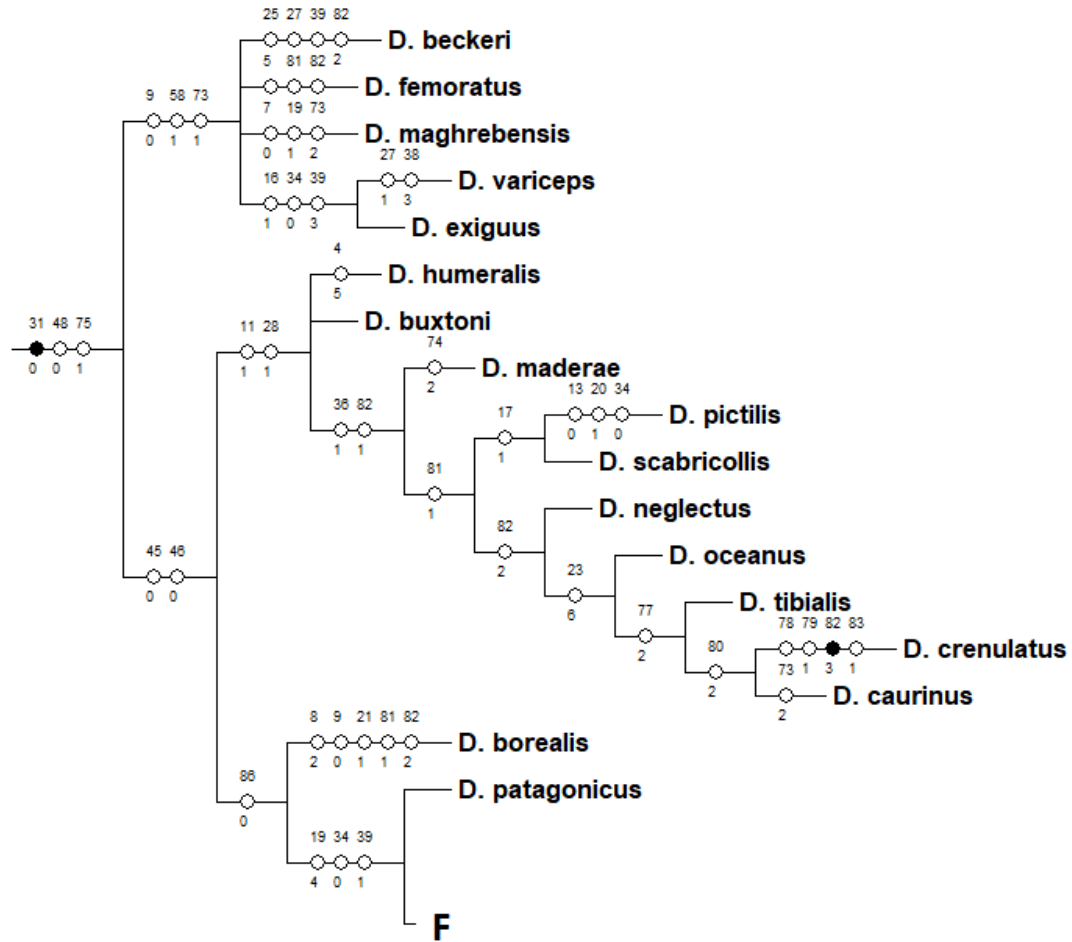 25 27 39 82
D. beckeri
2
5 81 82
D. femoratus
9 58 73
7 19 73
0 1 1
D. maghrebensis
0 1 2
27 38
16 34 39
D. variceps
1 3
1 0 3
D. exiguus
4
D. humeralis
5
31 48 75
11 28
D. buxtoni
0 0 1
1 1
74
D. maderae
2
13 20 34
36 82
17
D. pictilis
1 1
0 1 0
1
D. scabricollis
81
1
D. neglectus
82
45 46
2
D. oceanus
0 0
23
6
D. tibialis
77
78 79 82 83
2
80
D. crenulatus
73 1 3 1
2
D. caurinus
2
8 9 21 81 82
D. borealis
2 0 1 1 2
86
D. patagonicus
0
19 34 39
4 0 1
F